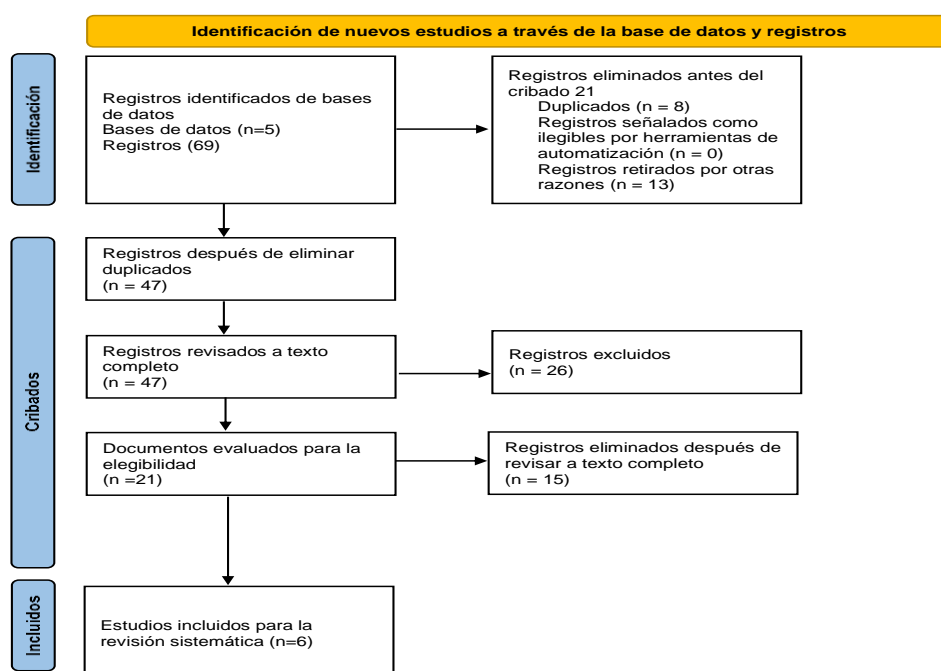 Identificación de nuevos estudios a través de la base de datos y registros
Identificación
Registros identificados de bases
de datos
Bases de datos (n=5)
Registros (69)
Registros eliminados antes del
cribado 21
Duplicados (n = 8)
Registros señalados como
ilegibles por herramientas de
automatización (n = 0)
Registros retirados por otras
razones (n = 13)
Cribados
Registros después de eliminar
duplicados
(n = 47)
Registros revisados a texto
completo
(n = 47)
Registros excluidos
(n = 26)
Documentos evaluados para la
elegibilidad
(n =21)
Registros eliminados después de
revisar a texto completo
(n = 15)
Incluidos
Estudios incluidos para la
revisión sistemática (n=6)